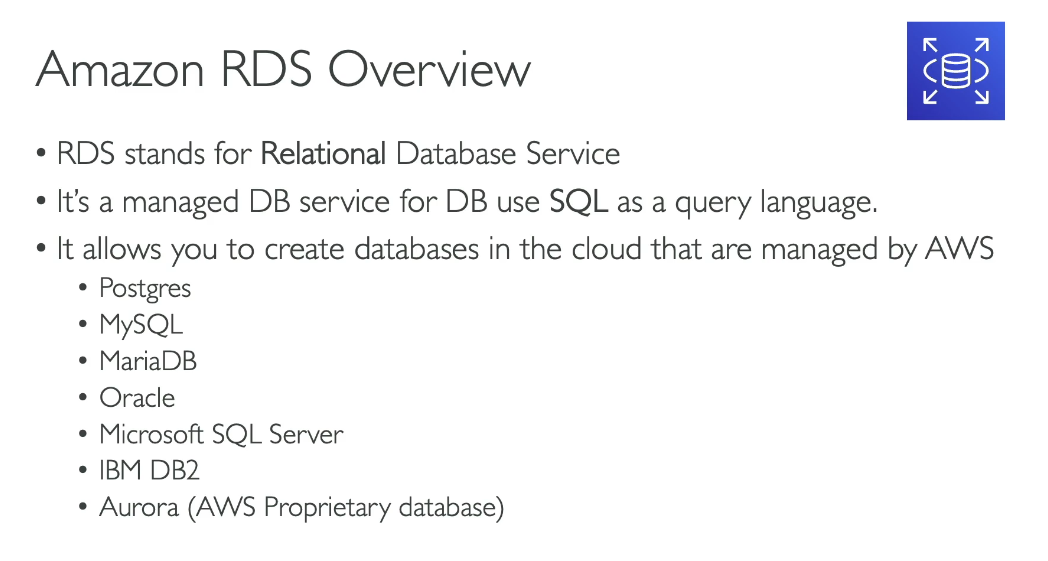 Amazon RDS Overview
• RDS stands for Relational Database Service
• It's a managed DB service for DB use SQL as a query language.
• It allows you to create databases in the cloud that are managed by AWS
• Postgres
• MySQL
• MariaDB
• Oracle
• Microsoft SQL Server
• IBM DB2
• Aurora (AWS Proprietary database)